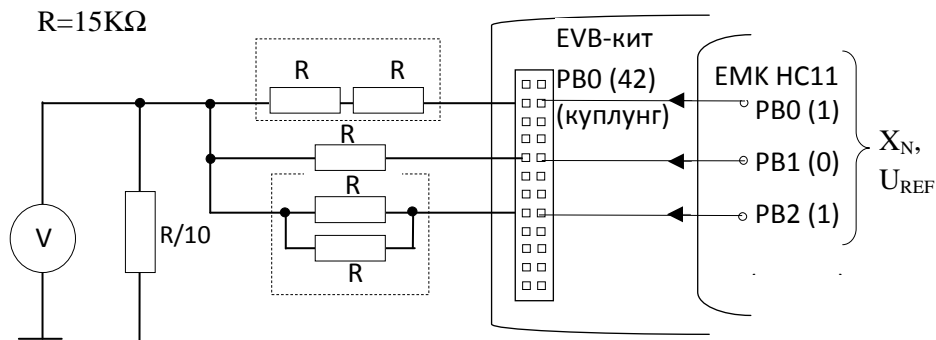 R=15KΩ
EVB-кит
R R
PB0 (42)
(куплунг)
EMK HC11
PB0 (1)
R
PB1 (0)
X_N,
U_REF
R
PB2 (1)
V
R/10
R